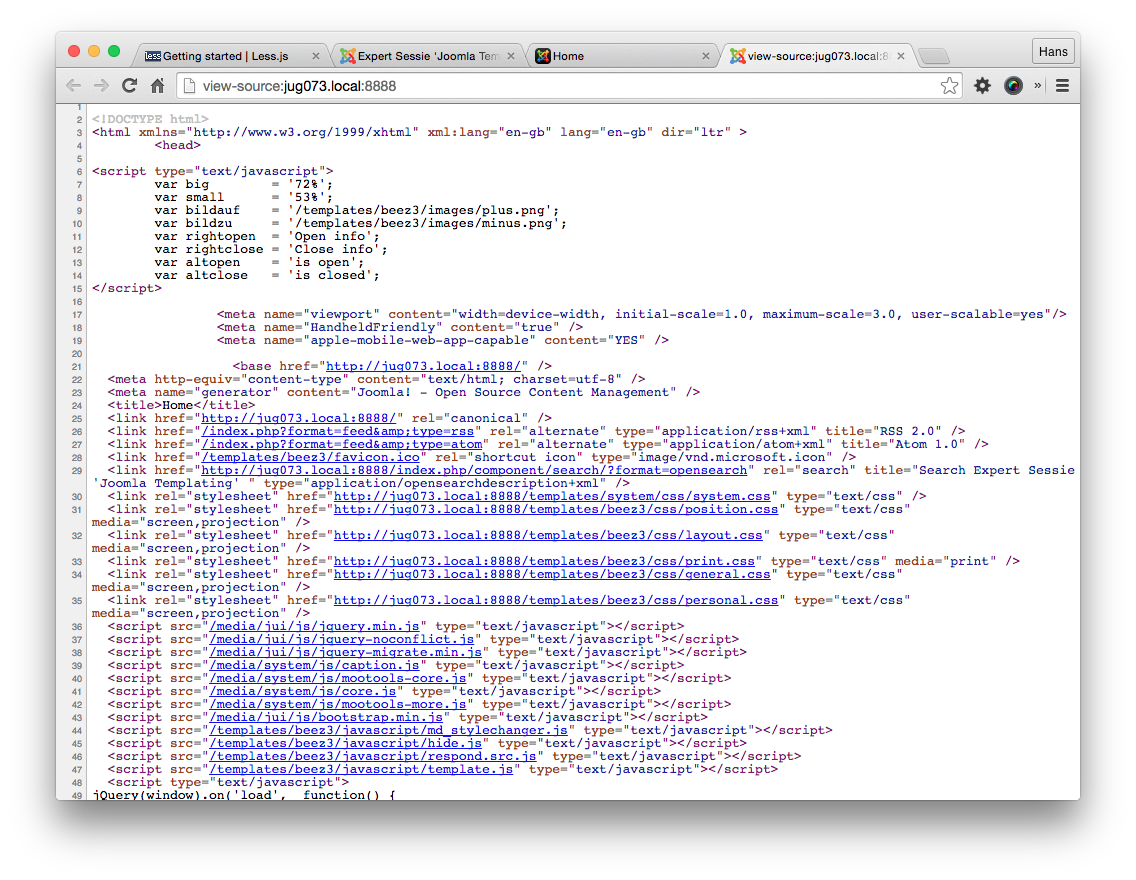 Getting started | Less.js
Expert Sessie 'Joomla Tem
Home
view-source:jug073.local:8
Hans
view-source:jug073.local:8888
»
1
2 <!DOCTYPE html>
3 <html xmlns="http://www.w3.org/1999/xhtml" xml:lang="en-gb" lang="en-gb" dir="ltr" >
4 <head>
5
6 <script type="text/javascript">
7 var big = '72%';
8 var small = '53%';
9 var bildauf = '/templates/beez3/images/plus.png';
10 var bildzu = '/templates/beez3/images/minus.png';
11 var rightopen = 'Open info';
12 var rightclose = 'Close info';
13 var altopen = 'is open';
14 var altclose = 'is closed';
15 </script>
16
17 <meta name="viewport" content="width=device-width, initial-scale=1.0, maximum-scale=3.0, user-scalable=yes"/>
18 <meta name="HandheldFriendly" content="true" />
19 <meta name="apple-mobile-web-app-capable" content="YES" />
20
21 <base href="http://jug073.local:8888/" />
22 <meta http-equiv="content-type" content="text/html; charset=utf-8" />
23 <meta name="generator" content="Joomla! - Open Source Content Management" />
24 <title>Home</title>
25 <link href="http://jug073.local:8888/" rel="canonical" />
26 <link href="/index.php?format=feed&amp;type=rss" rel="alternate" type="application/rss+xml" title="RSS 2.0" />
27 <link href="/index.php?format=feed&amp;type=atom" rel="alternate" type="application/atom+xml" title="Atom 1.0" />
28 <link href="/templates/beez3/favicon.ico" rel="shortcut icon" type="image/vnd.microsoft.icon" />
29 <link href="http://jug073.local:8888/index.php/component/search/?format=opensearch" rel="search" title="Search Expert Sessie
'Joomla Templating' " type="application/opensearchdescription+xml" />
30 <link rel="stylesheet" href="http://jug073.local:8888/templates/system/css/system.css" type="text/css" />
31 <link rel="stylesheet" href="http://jug073.local:8888/templates/beez3/css/position.css" type="text/css"
media="screen,projection" />
32 <link rel="stylesheet" href="http://jug073.local:8888/templates/beez3/css/layout.css" type="text/css"
media="screen,projection" />
33 <link rel="stylesheet" href="http://jug073.local:8888/templates/beez3/css/print.css" type="text/css" media="print" />
34 <link rel="stylesheet" href="http://jug073.local:8888/templates/beez3/css/general.css" type="text/css"
media="screen,projection" />
35 <link rel="stylesheet" href="http://jug073.local:8888/templates/beez3/css/personal.css" type="text/css"
media="screen,projection" />
36 <script src="/media/jui/js/jquery.min.js" type="text/javascript"></script>
37 <script src="/media/jui/js/jquery-noconflict.js" type="text/javascript"></script>
38 <script src="/media/jui/js/jquery-migrate.min.js" type="text/javascript"></script>
39 <script src="/media/system/js/caption.js" type="text/javascript"></script>
40 <script src="/media/system/js/mootools-core.js" type="text/javascript"></script>
41 <script src="/media/system/js/core.js" type="text/javascript"></script>
42 <script src="/media/system/js/mootools-more.js" type="text/javascript"></script>
43 <script src="/media/jui/js/bootstrap.min.js" type="text/javascript"></script>
44 <script src="/templates/beez3/javascript/md_stylechanger.js" type="text/javascript"></script>
45 <script src="/templates/beez3/javascript/hide.js" type="text/javascript"></script>
46 <script src="/templates/beez3/javascript/respond.src.js" type="text/javascript"></script>
47 <script src="/templates/beez3/javascript/template.js" type="text/javascript"></script>
48 <script type="text/javascript">
49 jQuery(window).on('load', function() {